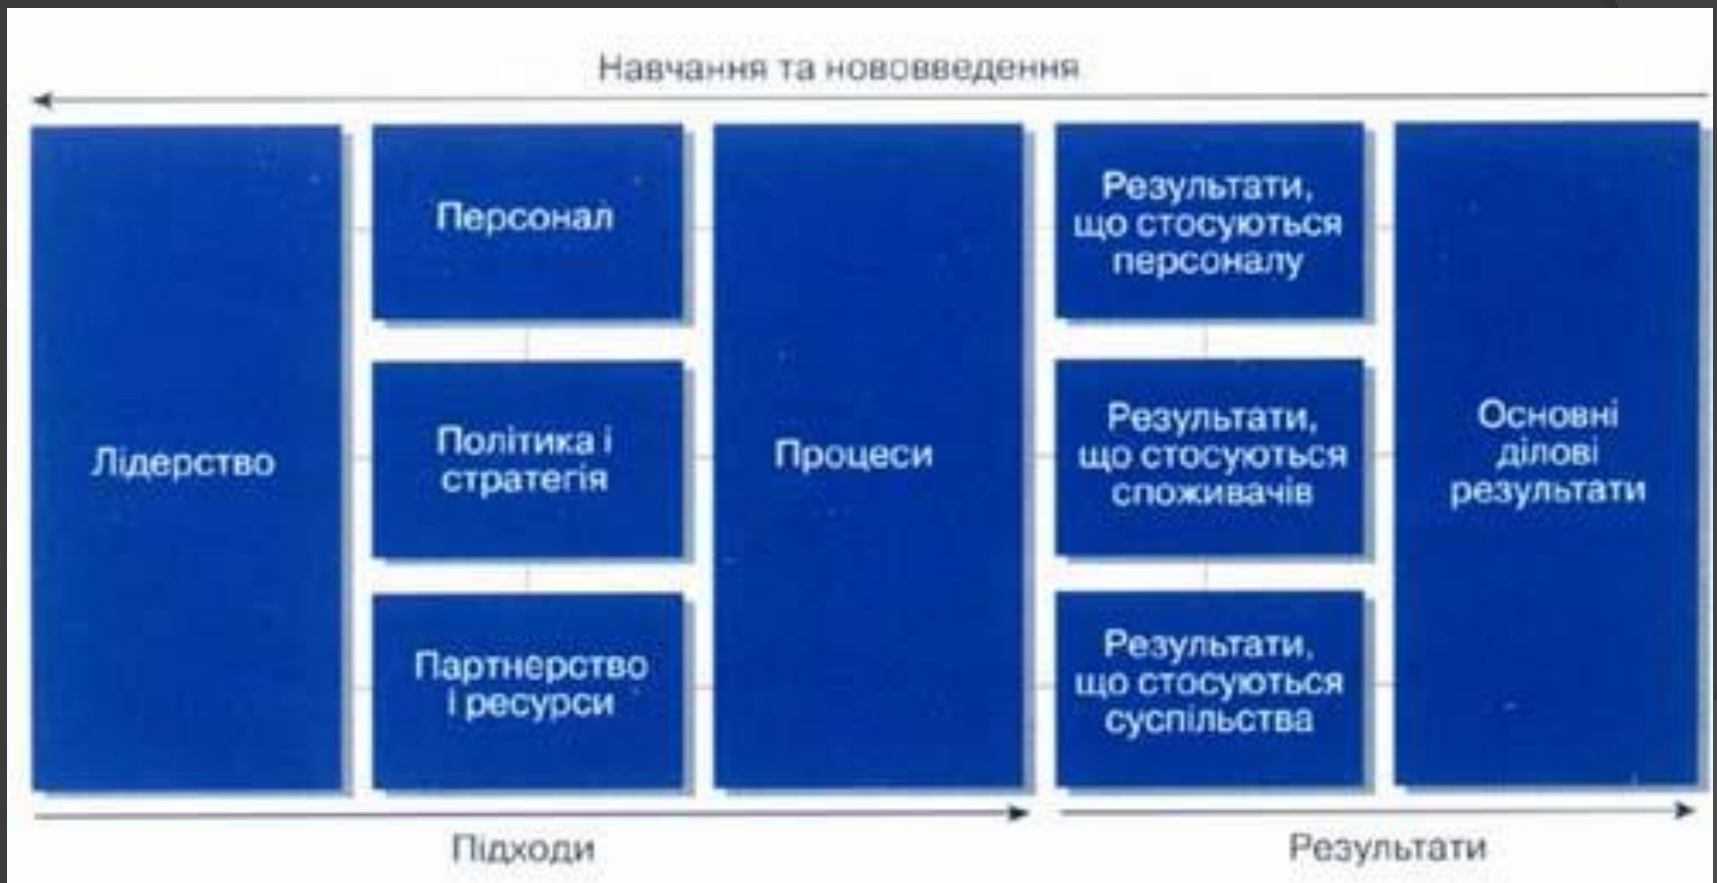 Навчання та нововведення
Лідерство
Персонал
Політика і
стратегія
Партнерство
і ресурси
Процеси
Результати,
що стосуються
персоналу
Результати,
що стосуються
споживачів
Результати,
що стосуються
суспільства
Основні
ділові
результати
Підходи
Результати